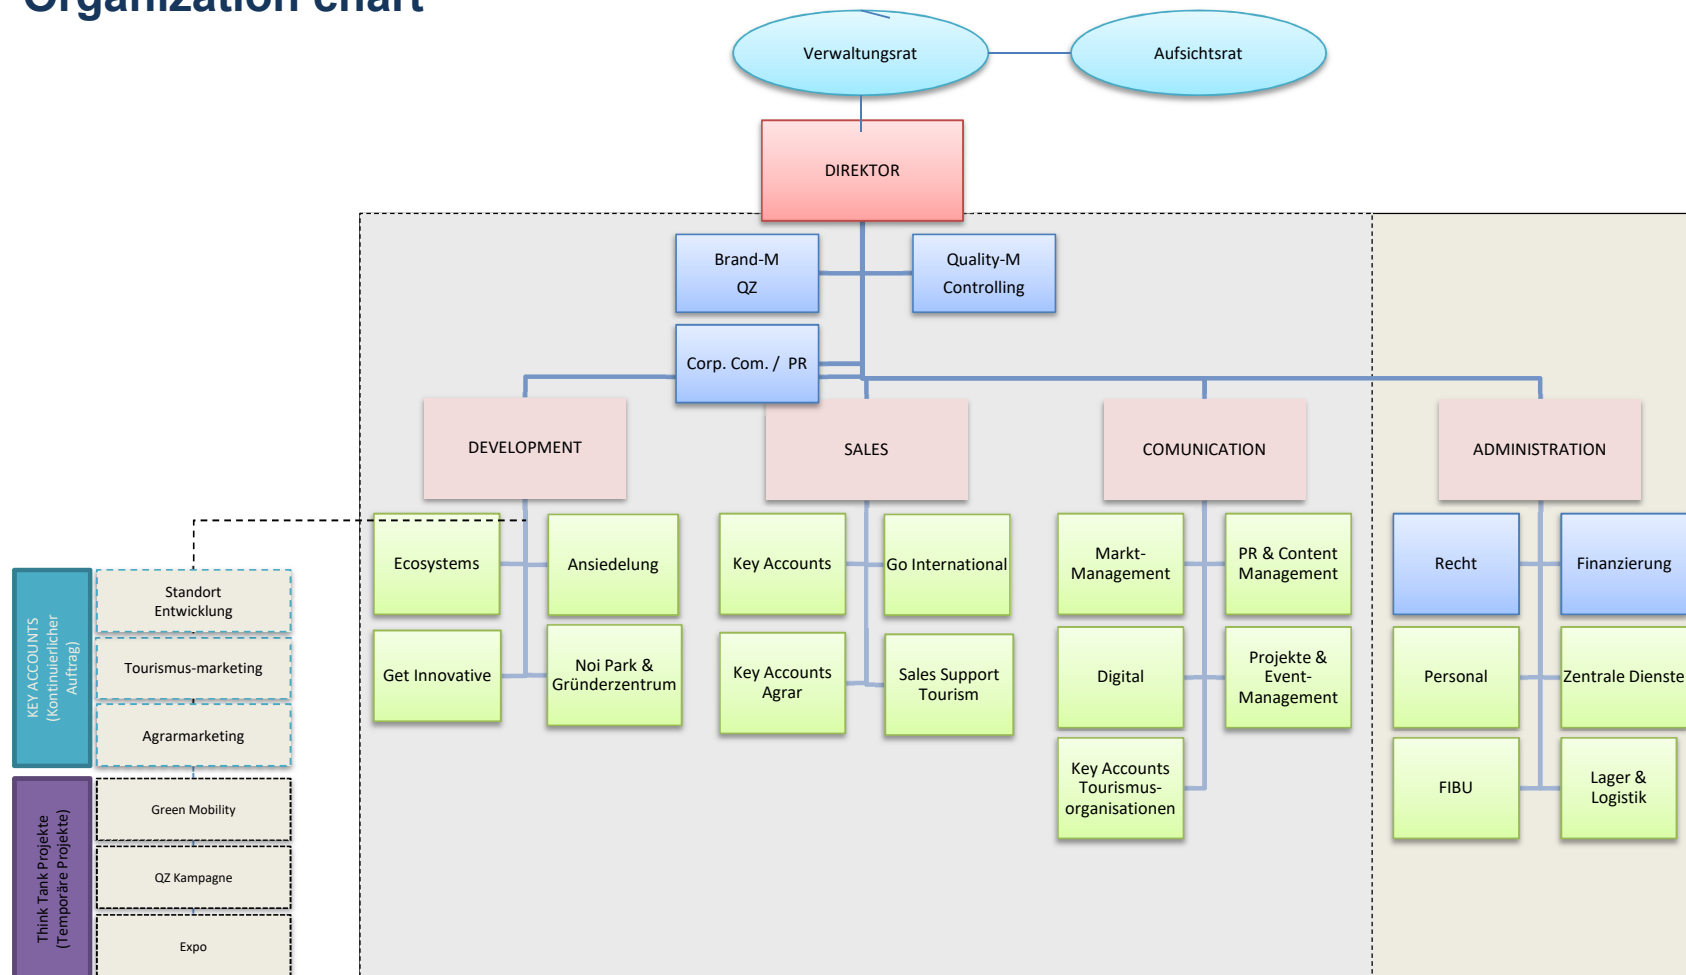 Organization chart
Verwaltungsrat
Aufsichtsrat
DIREKTOR
Brand-M
QZ
Quality-M
Controlling
Corp. Com. / PR
DEVELOPMENT
SALES
COMUNICATION
ADMINISTRATION
Ecosystems
Ansiedelung
Get Innovative
Noi Park &
Gründerzentrum
Key Accounts
Go International
Key Accounts
Agrar
Sales Support
Tourism
Markt-
Management
PR & Content
Management
Digital
Projekte &
Event-
Management
Key Accounts
Tourismus-
organisationen
Recht
Finanzierung
Personal
Zentrale Dienste
FIBU
Lager &
Logistik
KEY ACCOUNTS
(Kontinuierlicher
Auftrag)
Standort
Entwicklung
Tourismus-marketing
Agrarmarketing
Think Tank Projekte
(Temporäre Projekte)
Green Mobility
QZ Kampagne
Expo